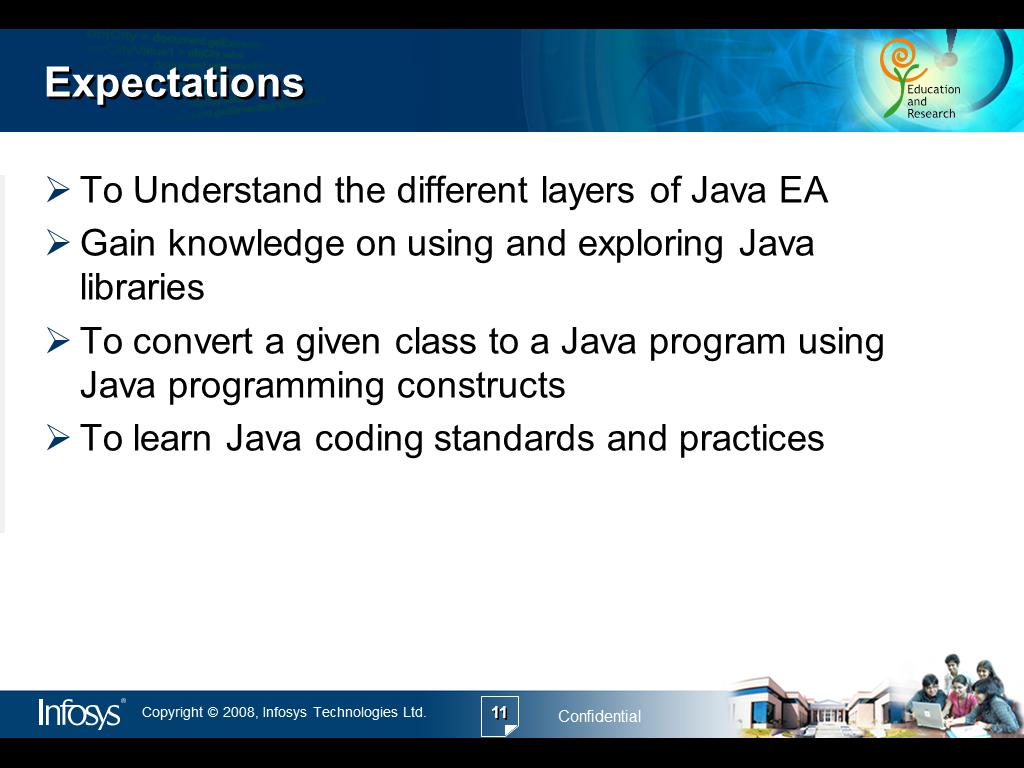 Expectations
Education
and
Research
To Understand the different layers of Java EA
Gain knowledge on using and exploring Java
libraries
To convert a given class to a Java program using
Java programming constructs
To learn Java coding standards and practices
Infosys®
Copyright © 2008, Infosys Technologies Ltd.
11
Confidential